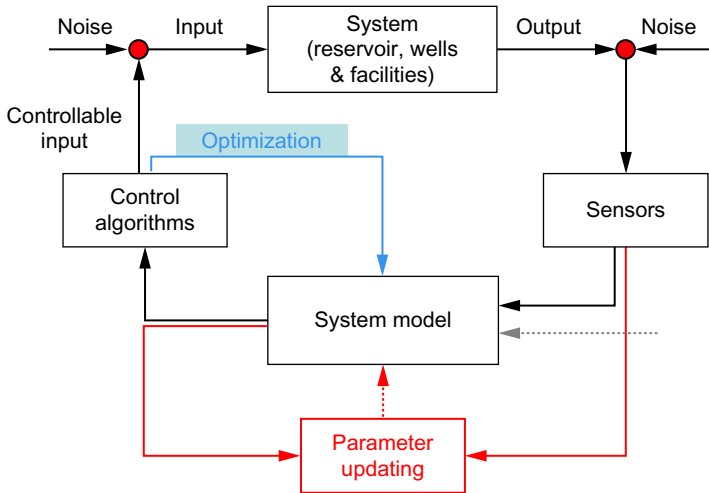 Noise
Input
System
(reservoir, wells
& facilities)
Output
Noise
Controllable
input
Optimization
Control
algorithms
Sensors
System model
Parameter
updating